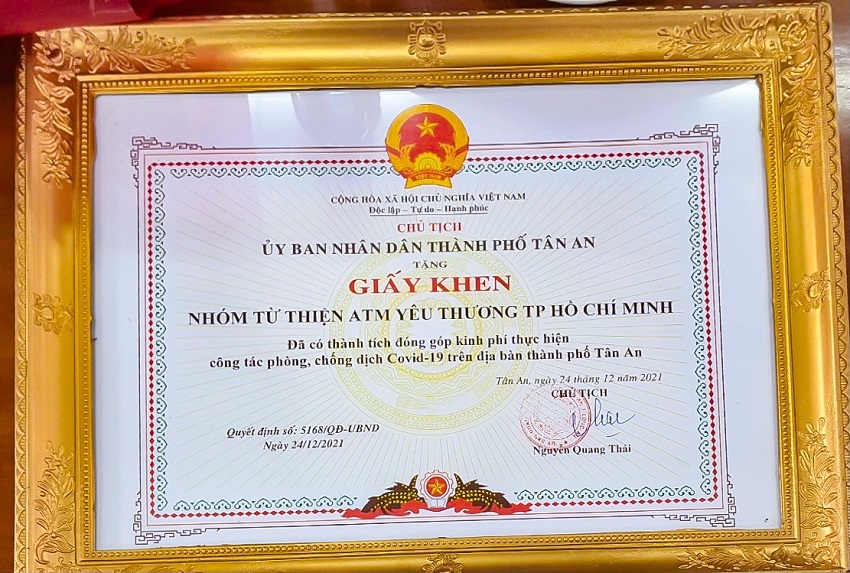 VIỆT NAM
CỘNG HÒA XÃ HỘI CHỦ NGHĨA VIỆT NAM
Độc lập – Tự do – Hạnh phúc
CHỦ TỊCH
ỦY BAN NHÂN DÂN THÀNH PHỐ TÂN AN
TẶNG
GIẤY KHEN
NHÓM TỪ THIỆN ATM YÊU THƯƠNG TP HỒ CHÍ MINH
Đã có thành tích đóng góp kinh phí thực hiện
công tác phòng, chống dịch Covid-19 trên địa bàn thành phố Tân An
Tân An, ngày 24 tháng 12 năm 2021
CHỦ TỊCH
Quyết định số: 5168/QĐ-UBND
Ngày 24/12/2021
Nguyễn Quang Thái